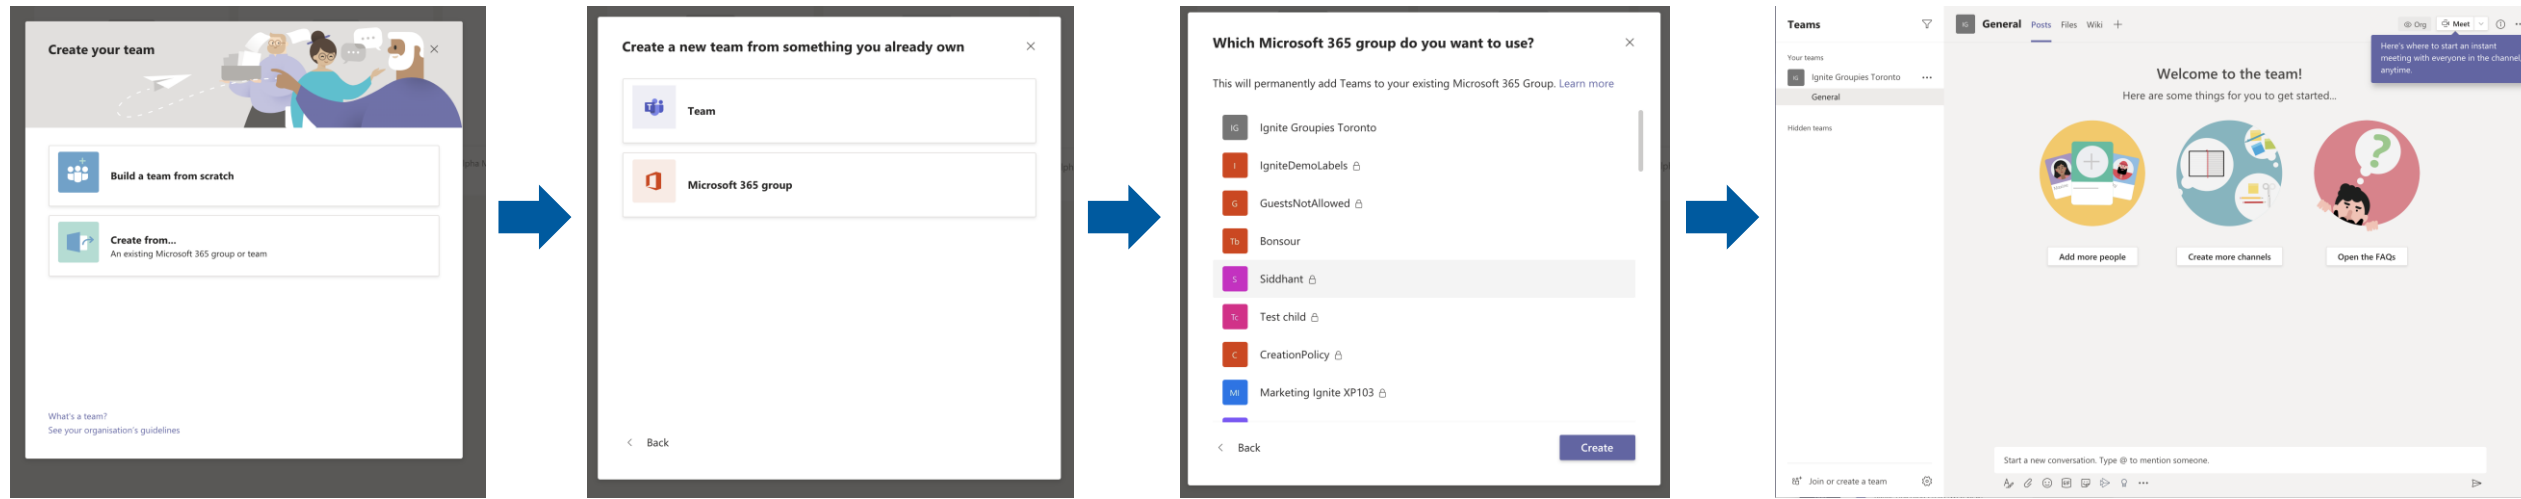 Create your team
Build a team from scratch
Create from...
An existing Microsoft 365 group or team
What's a team?
See your organisation's guidelines
Create a new team from something you already own
Team
Microsoft 365 group
Back
Which Microsoft 365 group do you want to use?
This will permanently add Teams to your existing Microsoft 365 Group. Learn more
IG Ignite Groupies Toronto
I IgniteDemoLabels
G GuestsNotAllowed
Tb Bonsour
S Siddhant
Tc Test child
C CreationPolicy
MI Marketing Ignite XP103
Back
Create
Teams
Your teams
IG Ignite Groupies Toronto
General
Hidden teams
Join or create a team
IG General Posts Files Wiki
Org
Meet
Here's where to start an instant
meeting with everyone in the channel,
anytime.
Welcome to the team!
Here are some things for you to get started...
Add more people
Create more channels
Open the FAQs
Start a new conversation. Type @ to mention someone.